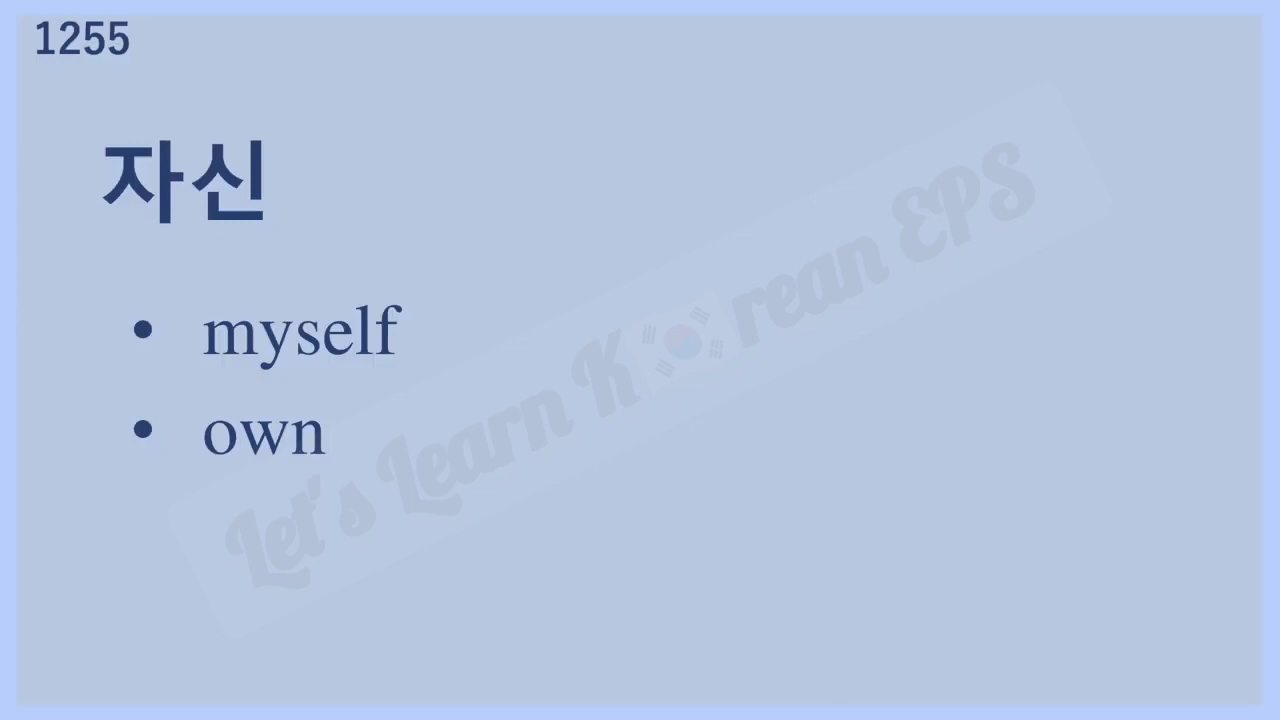 1255
자신
• myself
• own
Let's Learn Korean EPS